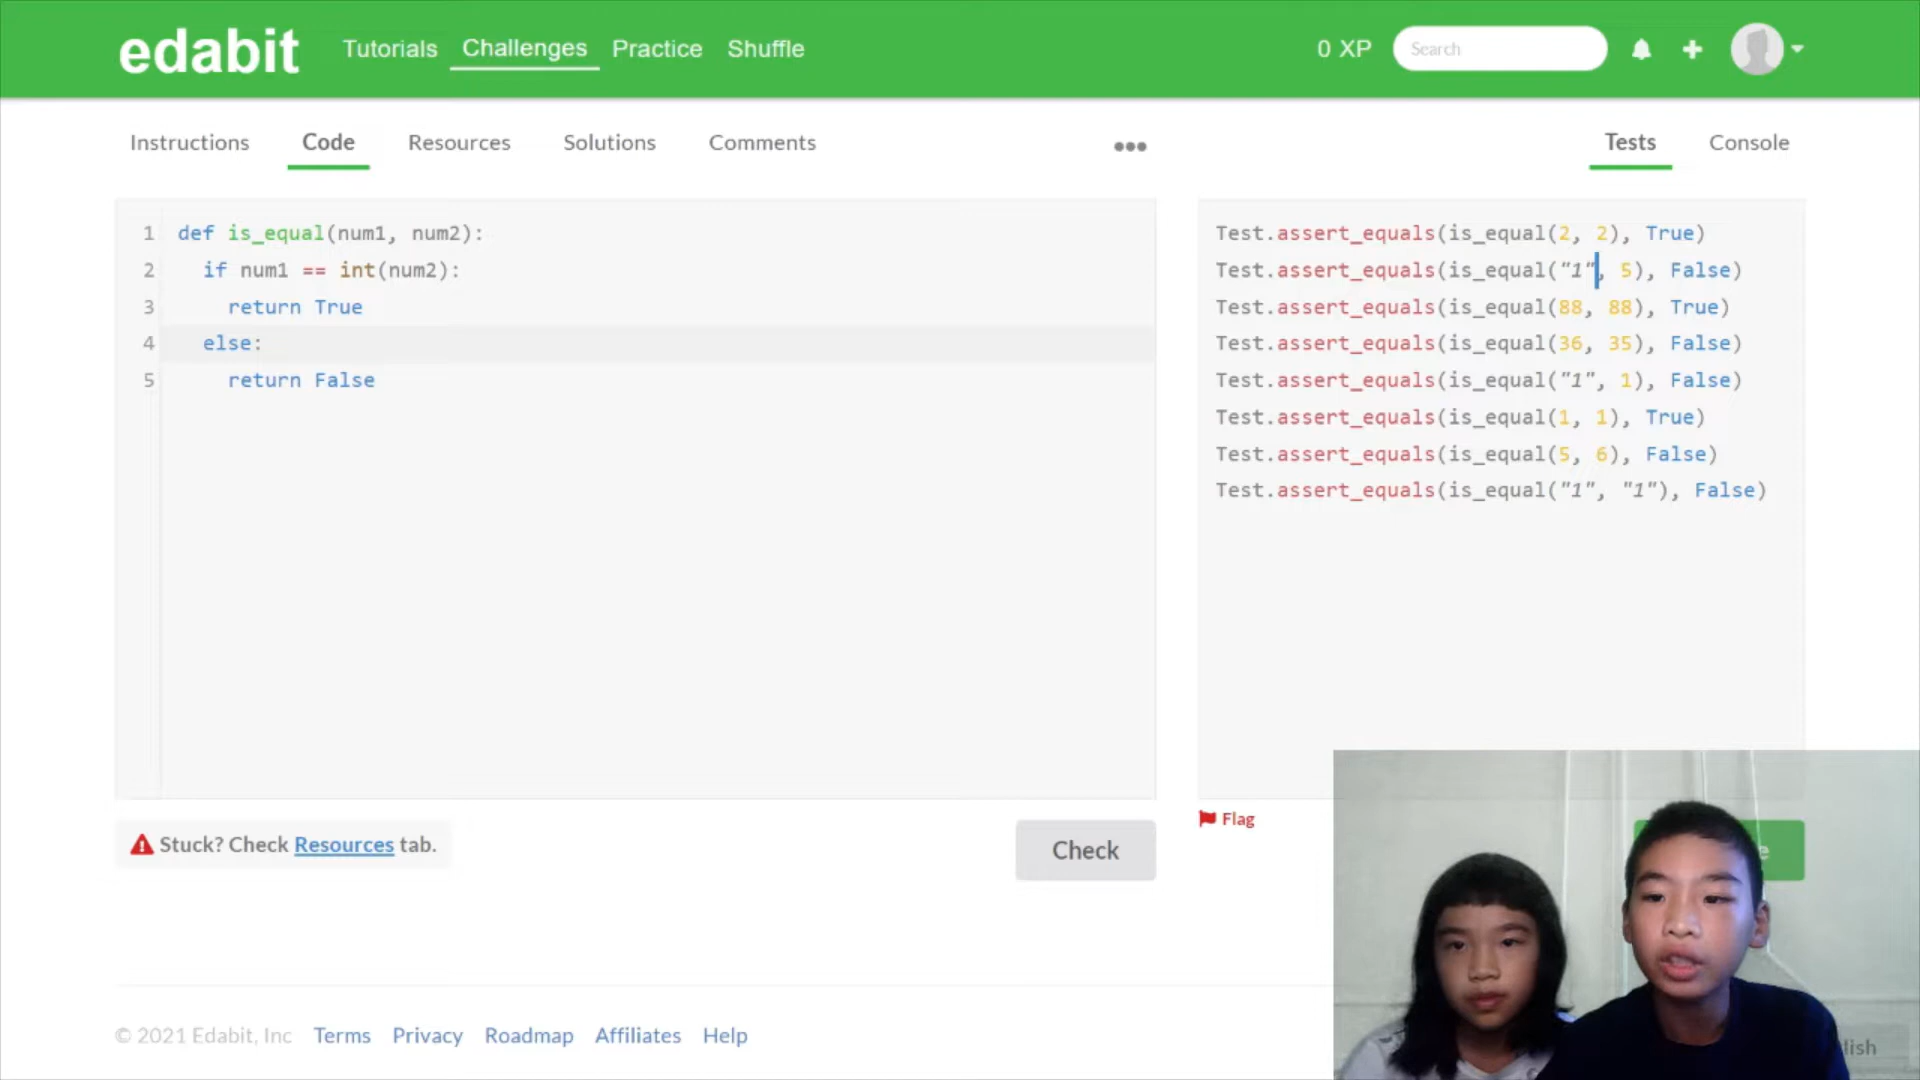 edabit Tutorials Challenges Practice Shuffle 0 XP Search
Instructions Code Resources Solutions Comments Tests Console
1 def is_equal(num1, num2):
2 if num1 == int(num2):
3 return True
4 else:
5 return False
Test.assert_equals(is_equal(2, 2), True)
Test.assert_equals(is_equal("1", 5), False)
Test.assert_equals(is_equal(88, 88), True)
Test.assert_equals(is_equal(36, 35), False)
Test.assert_equals(is_equal("1", 1), False)
Test.assert_equals(is_equal(1, 1), True)
Test.assert_equals(is_equal(5, 6), False)
Test.assert_equals(is_equal("1", "1"), False)
Stuck? Check Resources tab.
Check
Flag
© 2021 Edabit, Inc Terms Privacy Roadmap Affiliates Help